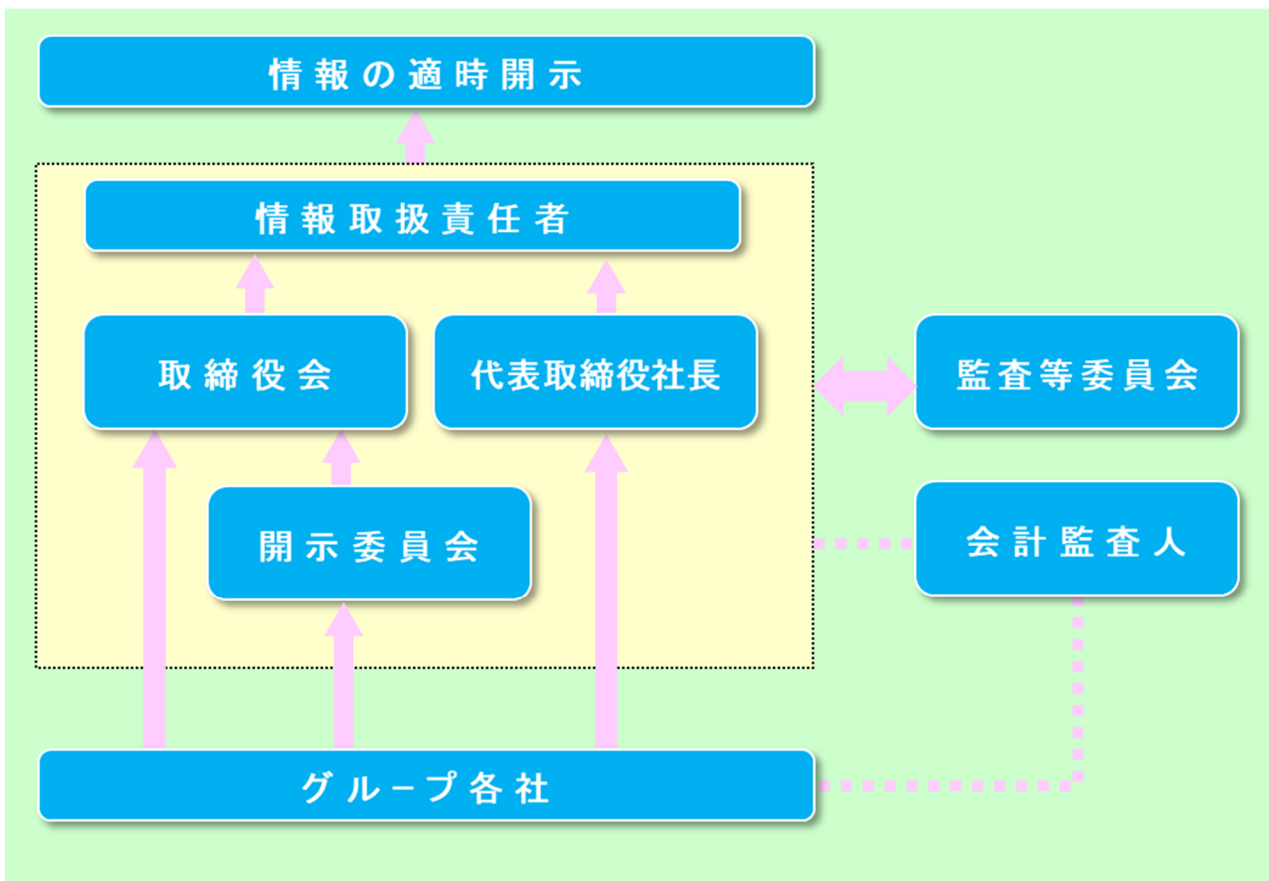 情報の適時開示
情報取扱責任者
取締役会
代表取締役社長
監査等委員会
開示委員会
会計監査人
グループ各社